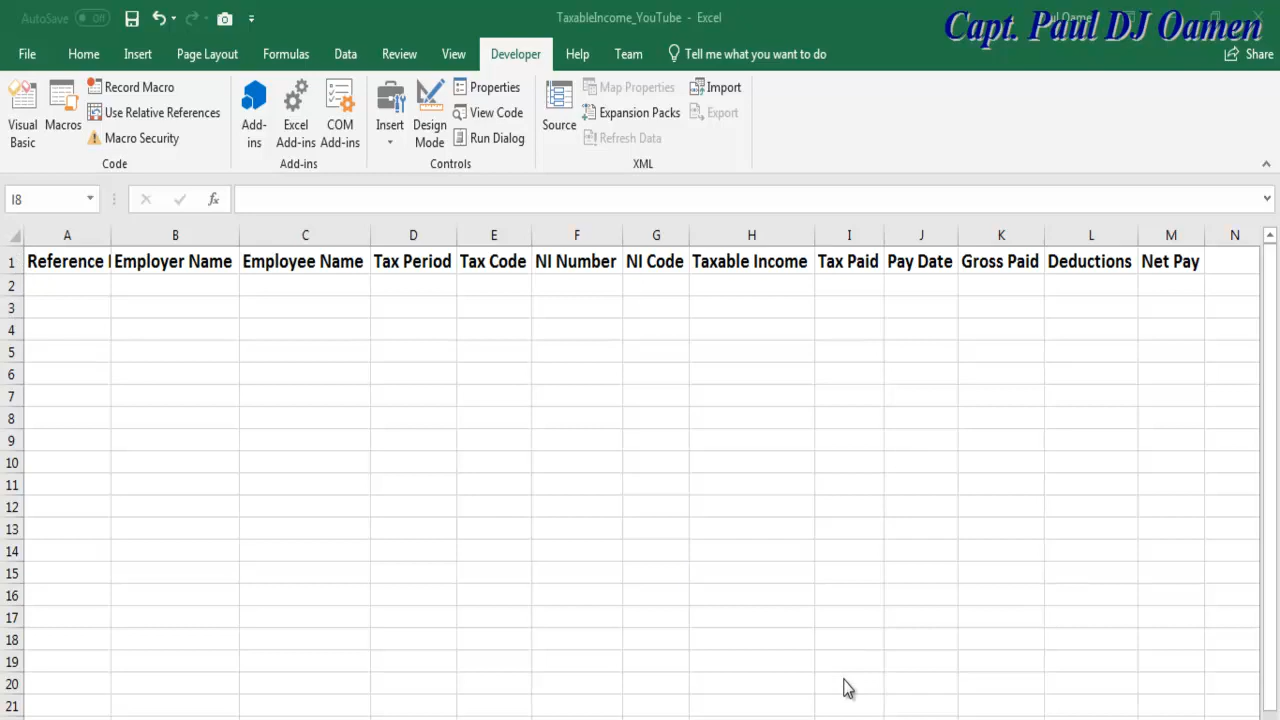 AutoSave Off TaxableIncome_YouTube - Excel
Capt. Paul DJ Oamen
File Home Insert Page Layout Formulas Data Review View Developer Help Team Tell me what you want to do Share
Visual Basic
Macros
Record Macro
Use Relative References
Macro Security
Code
Add-ins
Excel Add-ins
COM Add-ins
Add-ins
Insert
Design Mode
Properties
View Code
Run Dialog
Controls
Source
Map Properties
Expansion Packs
Refresh Data
Import
Export
XML
I8 fx
A B C D E F G H I J K L M N
1 Reference Employer Name Employee Name Tax Period Tax Code NI Number NI Code Taxable Income Tax Paid Pay Date Gross Paid Deductions Net Pay
2
3
4
5
6
7
8
9
10
11
12
13
14
15
16
17
18
19
20
21